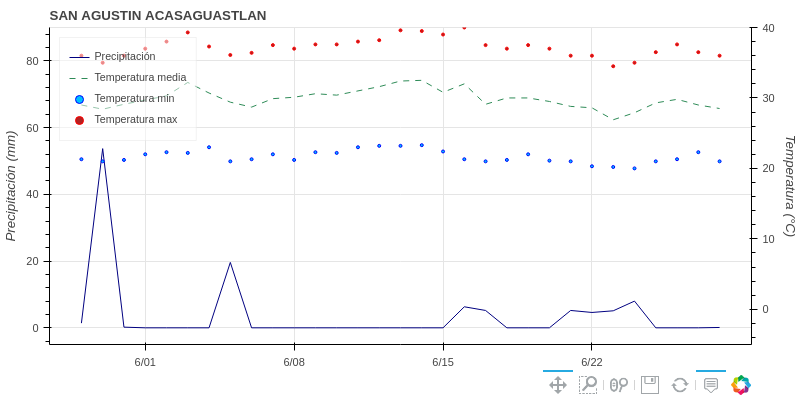 SAN AGUSTIN ACASAGUASTLAN
Precipitación
Temperatura media
Temperatura min
Temperatura max
Precipitación (mm)
80
60
40
20
0
Temperatura (°C)
40
30
20
10
0
6/01
6/08
6/15
6/22